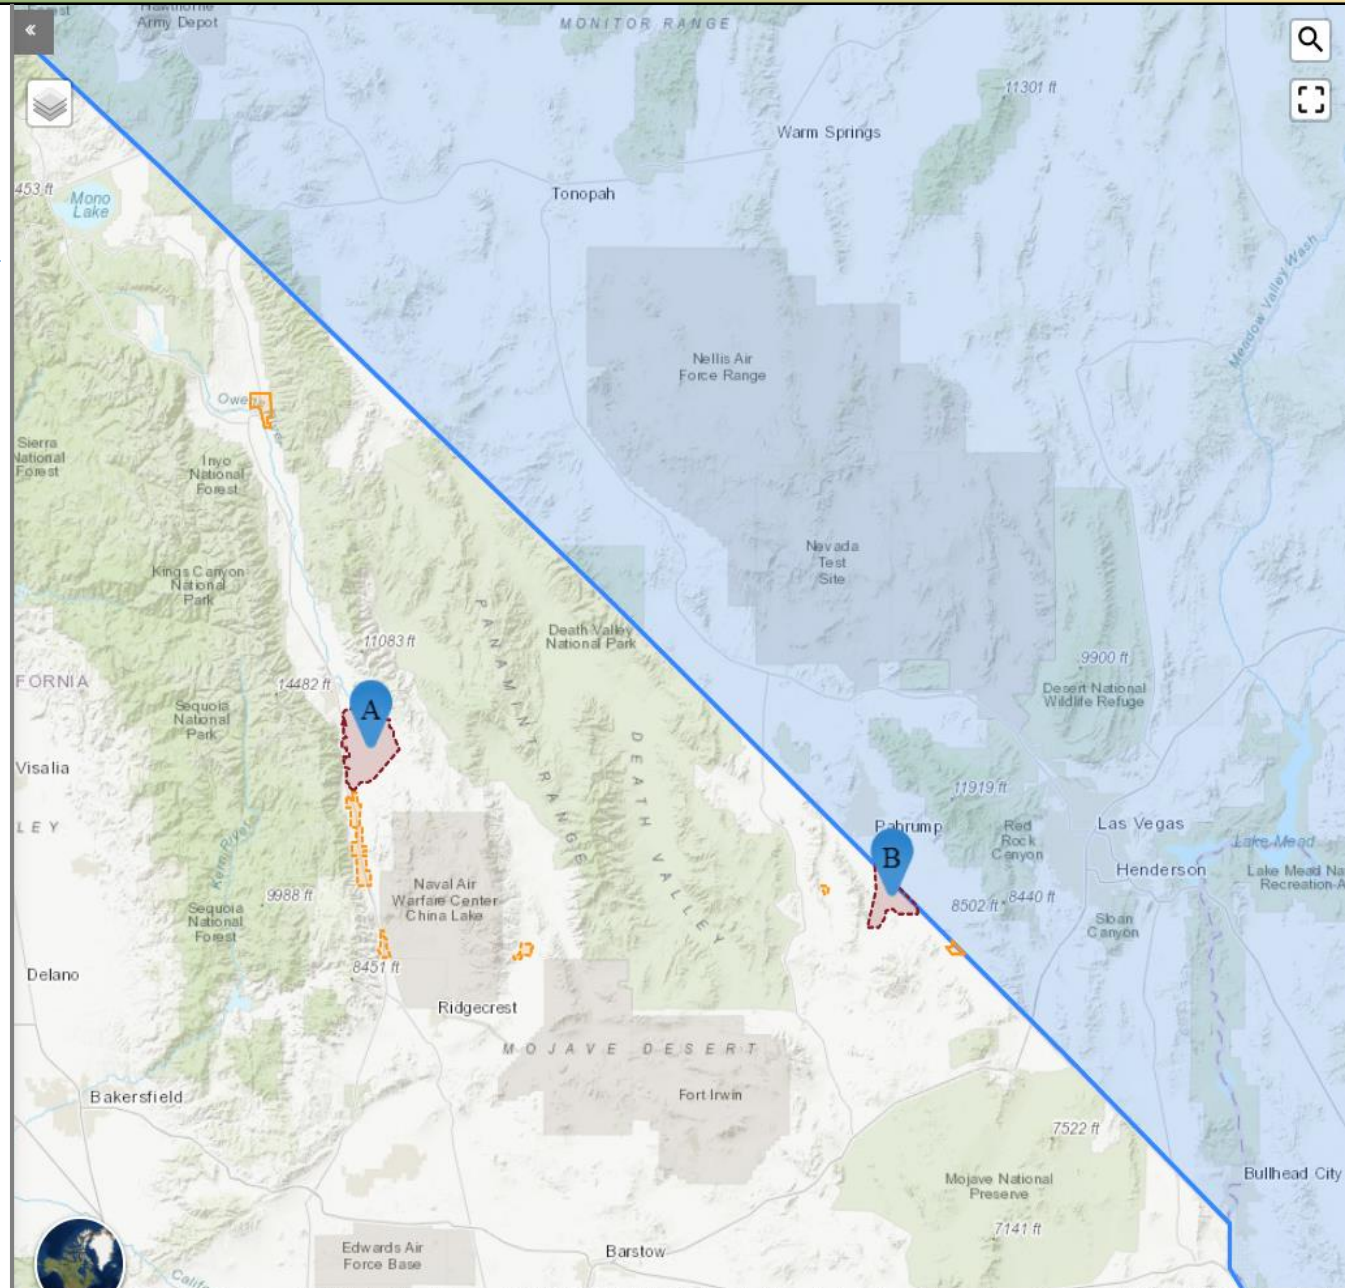 «
Army Depot
MONITOR RANGE
11301 ft
Warm Springs
453 ft
Mono
Lake
Tonopah
Meadow Valley Wash
Nellis Air
Force Range
Sierra
National
Forest
Inyo
National
Forest
Nevada
Test
Site
Kings Canyon
National
Park
PANAMINT RANGE
Death Valley
National Park
11083 ft
9900 ft
FORNIA
14482 ft
Desert National
Wildlife Refuge
Sequoia
National
Park
A
DEATH VALLEY
Visalia
11919 ft
LEY
Pahrump
Red
Rock
Canyon
Las Vegas
Lake Mead
B
Henderson
Lake Mead Na
Recreation A
Kern River
Naval Air
Warfare Center
China Lake
9988 ft
8502 ft
8440 ft
Sequoia
National
Forest
Sloan
Canyon
8451 ft
Delano
Ridgecrest
MOJAVE DESERT
Bakersfield
Fort Irwin
7522 ft
Mojave National
Preserve
Bullhead City
7141 ft
Edwards Air
Force Base
Barstow
Califo